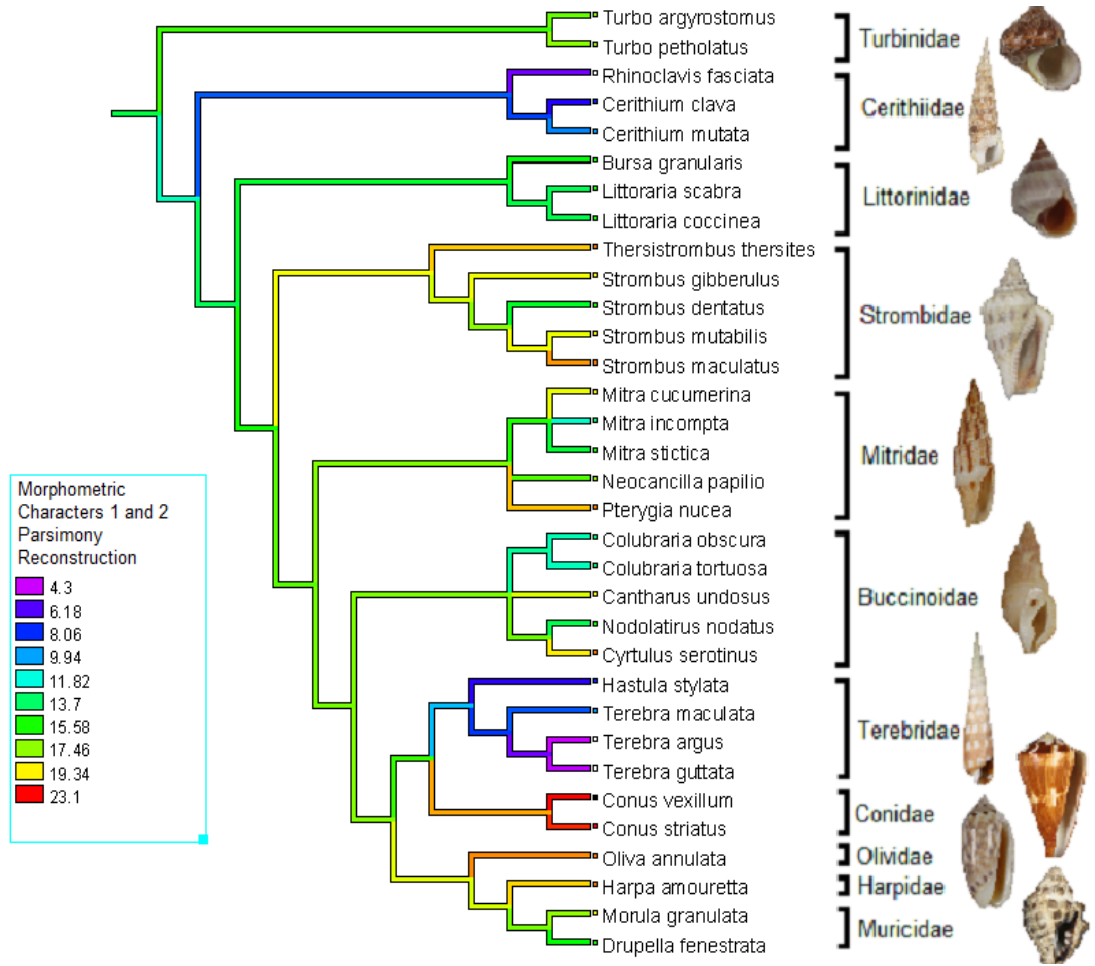 Turbo argyrostomus
Turbo petholatus
Rhinoclavis fasciata
Cerithium clava
Cerithium mutata
Bursa granularis
Littoraria scabra
Littoraria coccinea
Thersistrombus thersites
Strombus gibberulus
Strombus dentatus
Strombus mutabilis
Strombus maculatus
Mitra cucumerina
Mitra incompta
Mitra stictica
Neocancilla papilio
Pterygia nucea
Colubraria obscura
Colubraria tortuosa
Cantharus undosus
Nodolatirus nodatus
Cyrtulus serotinus
Hastula stylata
Terebra maculata
Terebra argus
Terebra guttata
Conus vexillum
Conus striatus
Oliva annulata
Harpa amouretta
Morula granulata
Drupella fenestrata
Turbinidae
Cerithiidae
Littorinidae
Strombidae
Mitridae
Buccinoidae
Terebridae
Conidae
Olividae
Harpidae
Muricidae
Morphometric
Characters 1 and 2
Parsimony
Reconstruction
4.3
6.18
8.06
9.94
11.82
13.7
15.58
17.46
19.34
23.1